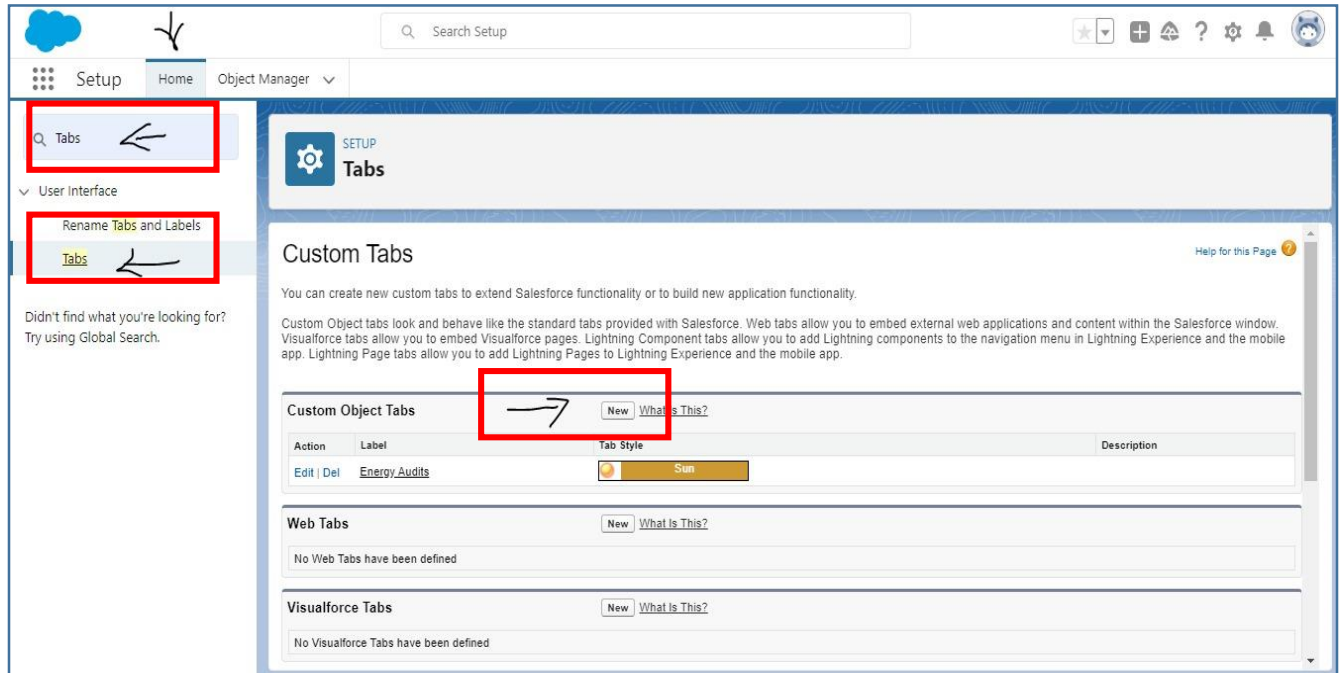 Search Setup
Setup Home Object Manager
Tabs
User Interface
Rename Tabs and Labels
Tabs
Didn't find what you're looking for?
Try using Global Search.
SETUP
Tabs
Custom Tabs
Help for this Page
You can create new custom tabs to extend Salesforce functionality or to build new application functionality.
Custom Object tabs look and behave like the standard tabs provided with Salesforce. Web tabs allow you to embed external web applications and content within the Salesforce window.
Visualforce tabs allow you to embed Visualforce pages. Lightning Component tabs allow you to add Lightning components to the navigation menu in Lightning Experience and the mobile
app. Lightning Page tabs allow you to add Lightning Pages to Lightning Experience and the mobile app.
Custom Object Tabs New What Is This?
Action Label Tab Style Description
Edit | Del Energy Audits Sun
Web Tabs New What Is This?
No Web Tabs have been defined
Visualforce Tabs New What Is This?
No Visualforce Tabs have been defined